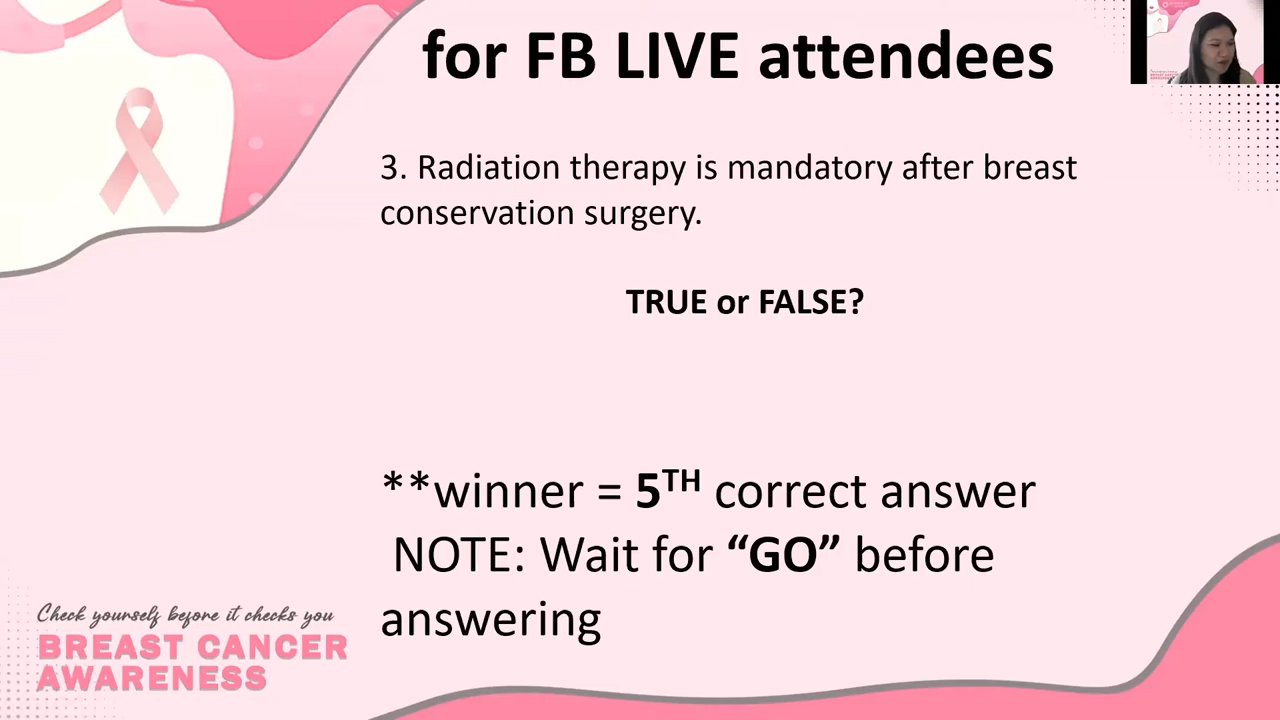 for FB LIVE attendees
3. Radiation therapy is mandatory after breast
conservation surgery.
TRUE or FALSE?
**winner = 5TH correct answer
NOTE: Wait for “GO” before
answering
Check yourself before it checks you
BREAST CANCER
AWARENESS